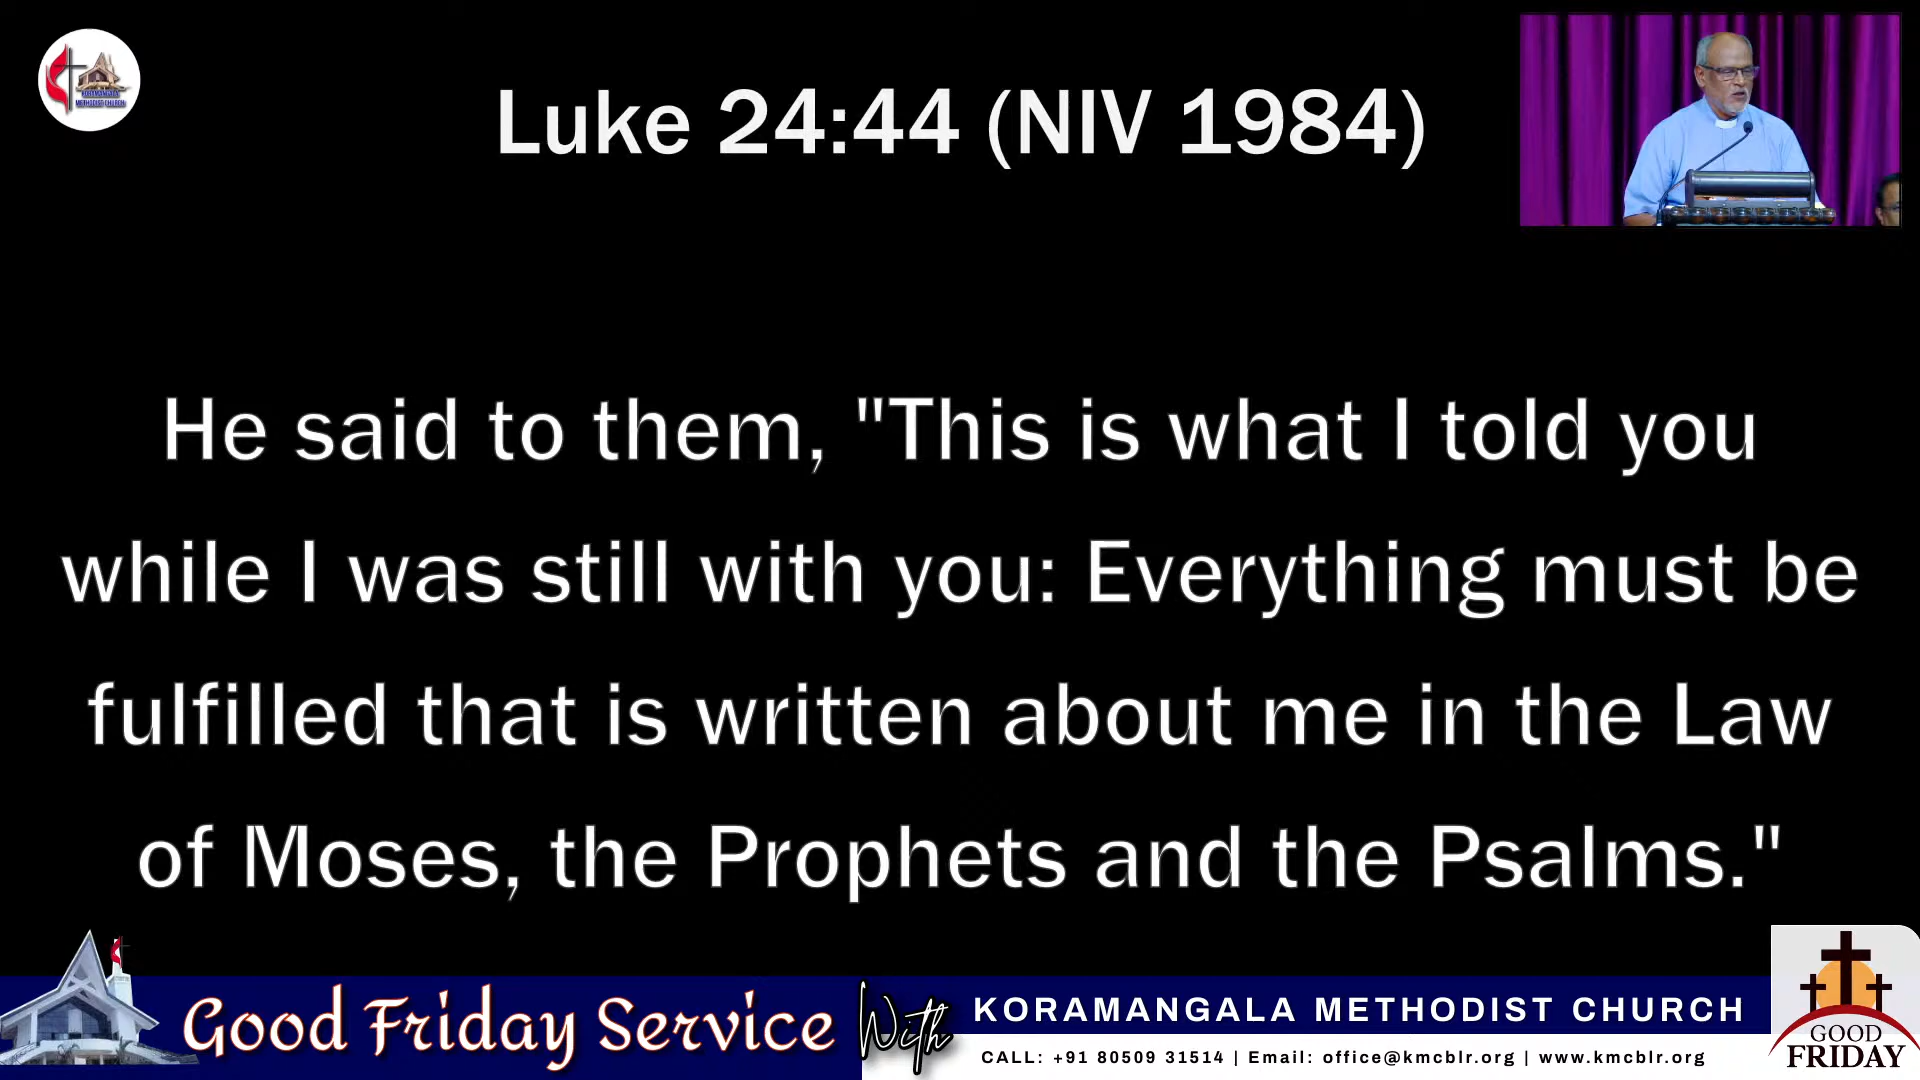 KORAMANGALA
METHODIST CHURCH
Luke 24:44 (NIV 1984)
He said to them, "This is what I told you
while I was still with you: Everything must be
fulfilled that is written about me in the Law
of Moses, the Prophets and the Psalms."
Good Friday Service With
KORAMANGALA METHODIST CHURCH
CALL: +91 80509 31514 | Email: office@kmcblr.org | www.kmcblr.org
GOOD
FRIDAY